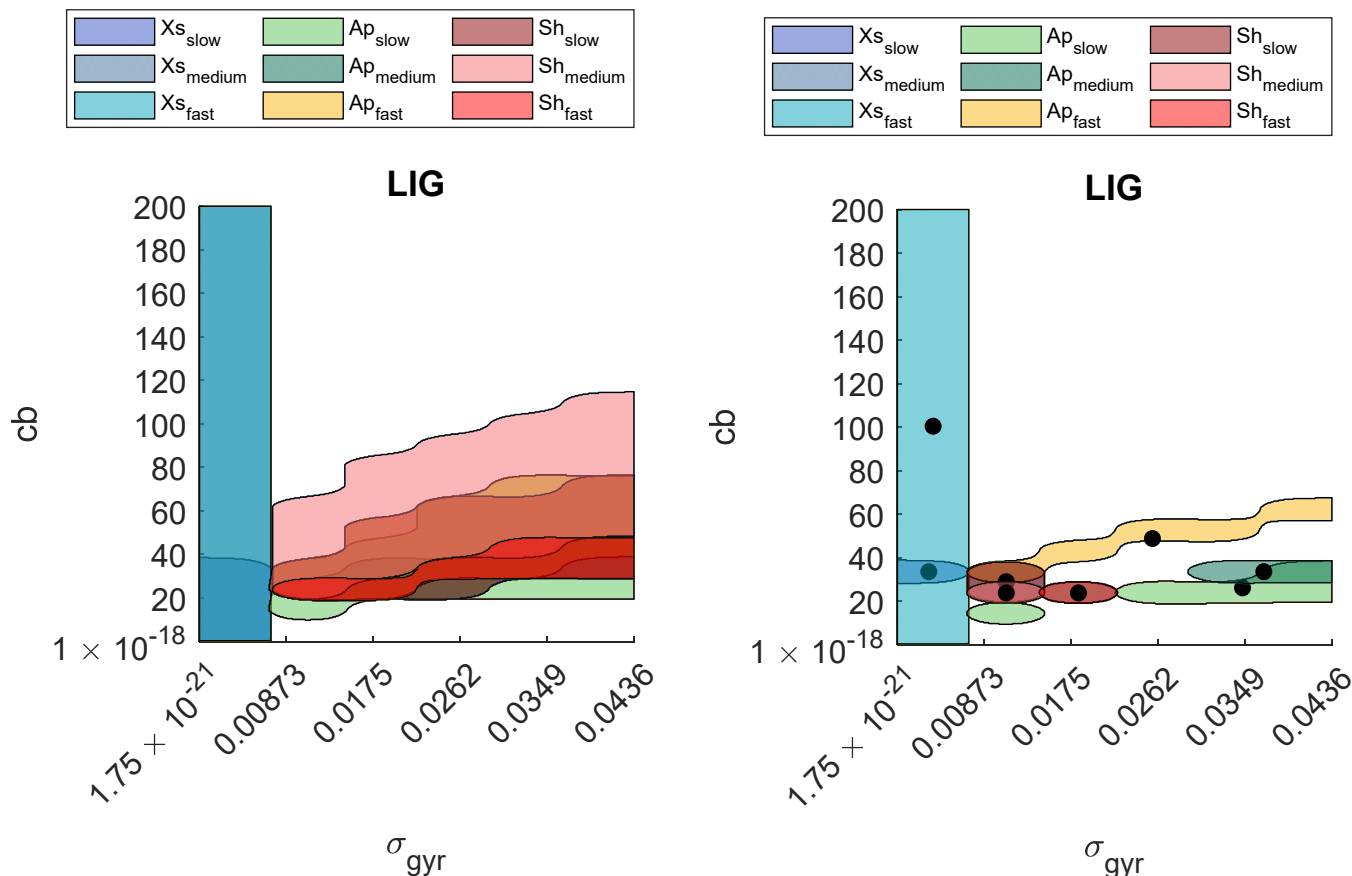 Xs_slow Ap_slow Sh_slow
Xs_medium Ap_medium Sh_medium
Xs_fast Ap_fast Sh_fast
LIG
200
180
160
140
120
100
80
60
40
20
1 × 10^-18
cb
1.75 × 10^-21
0.00873
0.0175
0.0262
0.0349
0.0436
σ_gyr
Xs_slow Ap_slow Sh_slow
Xs_medium Ap_medium Sh_medium
Xs_fast Ap_fast Sh_fast
LIG
200
180
160
140
120
100
80
60
40
20
1 × 10^-18
cb
1.75 × 10^-21
0.00873
0.0175
0.0262
0.0349
0.0436
σ_gyr